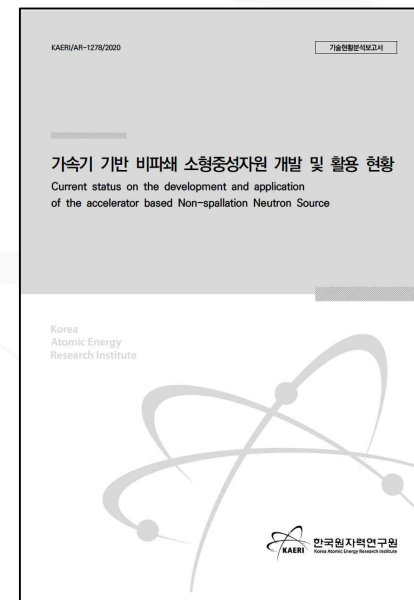 KAERI/AR-1278/2020
기술현황분석보고서
가속기 기반 비파쇄 소형중성자원 개발 및 활용 현황
Current status on the development and application
of the accelerator based Non-spallation Neutron Source
Korea
Atomic Energy
Research Institute
KAERI
한국원자력연구원
Korea Atomic Energy Research Institute